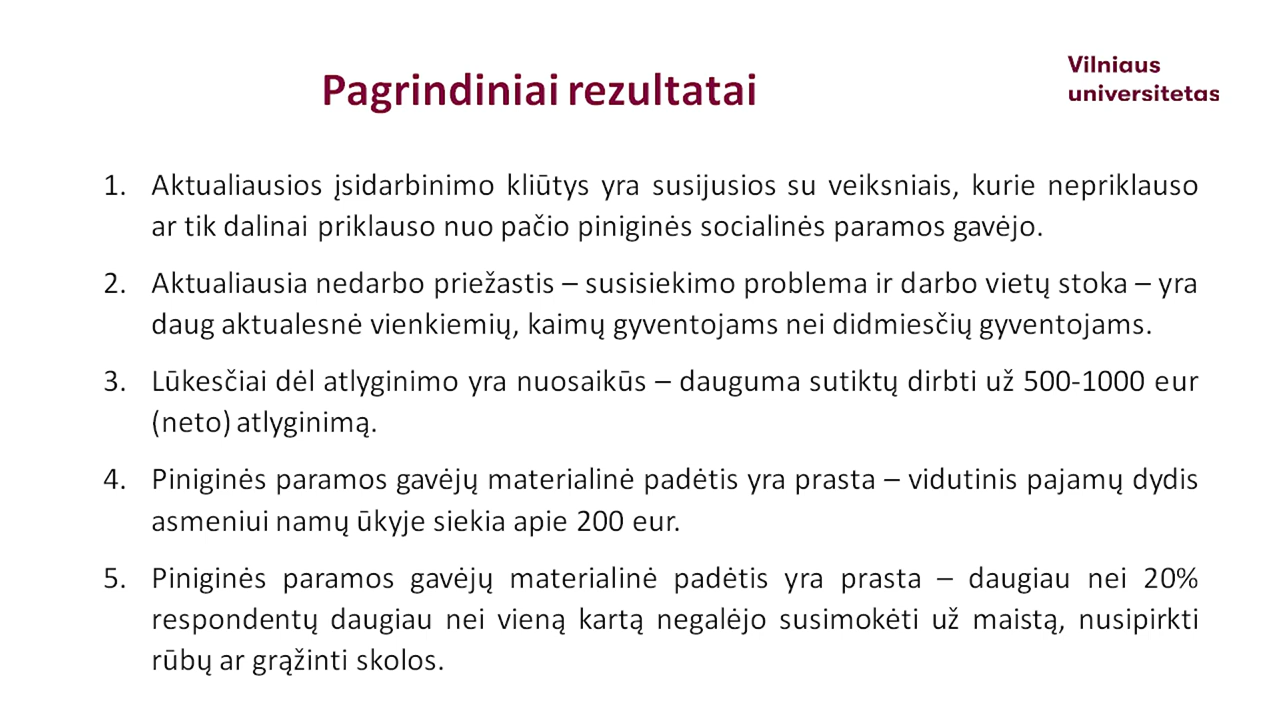 Pagrindiniai rezultatai
Vilniaus
universitetas
1. Aktualiausios įsidarbinimo kliūtys yra susijusios su veiksniais, kurie nepriklauso
ar tik dalinai priklauso nuo pačio piniginės socialinės paramos gavėjo.
2. Aktualiausia nedarbo priežastis – susisiekimo problema ir darbo vietų stoka – yra
daug aktualesnė vienkiemių, kaimų gyventojams nei didmiesčių gyventojams.
3. Lūkesčiai dėl atlyginimo yra nuosaikūs – dauguma sutiktų dirbti už 500-1000 eur
(neto) atlyginimą.
4. Piniginės paramos gavėjų materialinė padėtis yra prasta – vidutinis pajamų dydis
asmeniui namų ūkyje siekia apie 200 eur.
5. Piniginės paramos gavėjų materialinė padėtis yra prasta – daugiau nei 20%
respondentų daugiau nei vieną kartą negalėjo susimokėti už maistą, nusipirkti
rūbų ar grąžinti skolos.